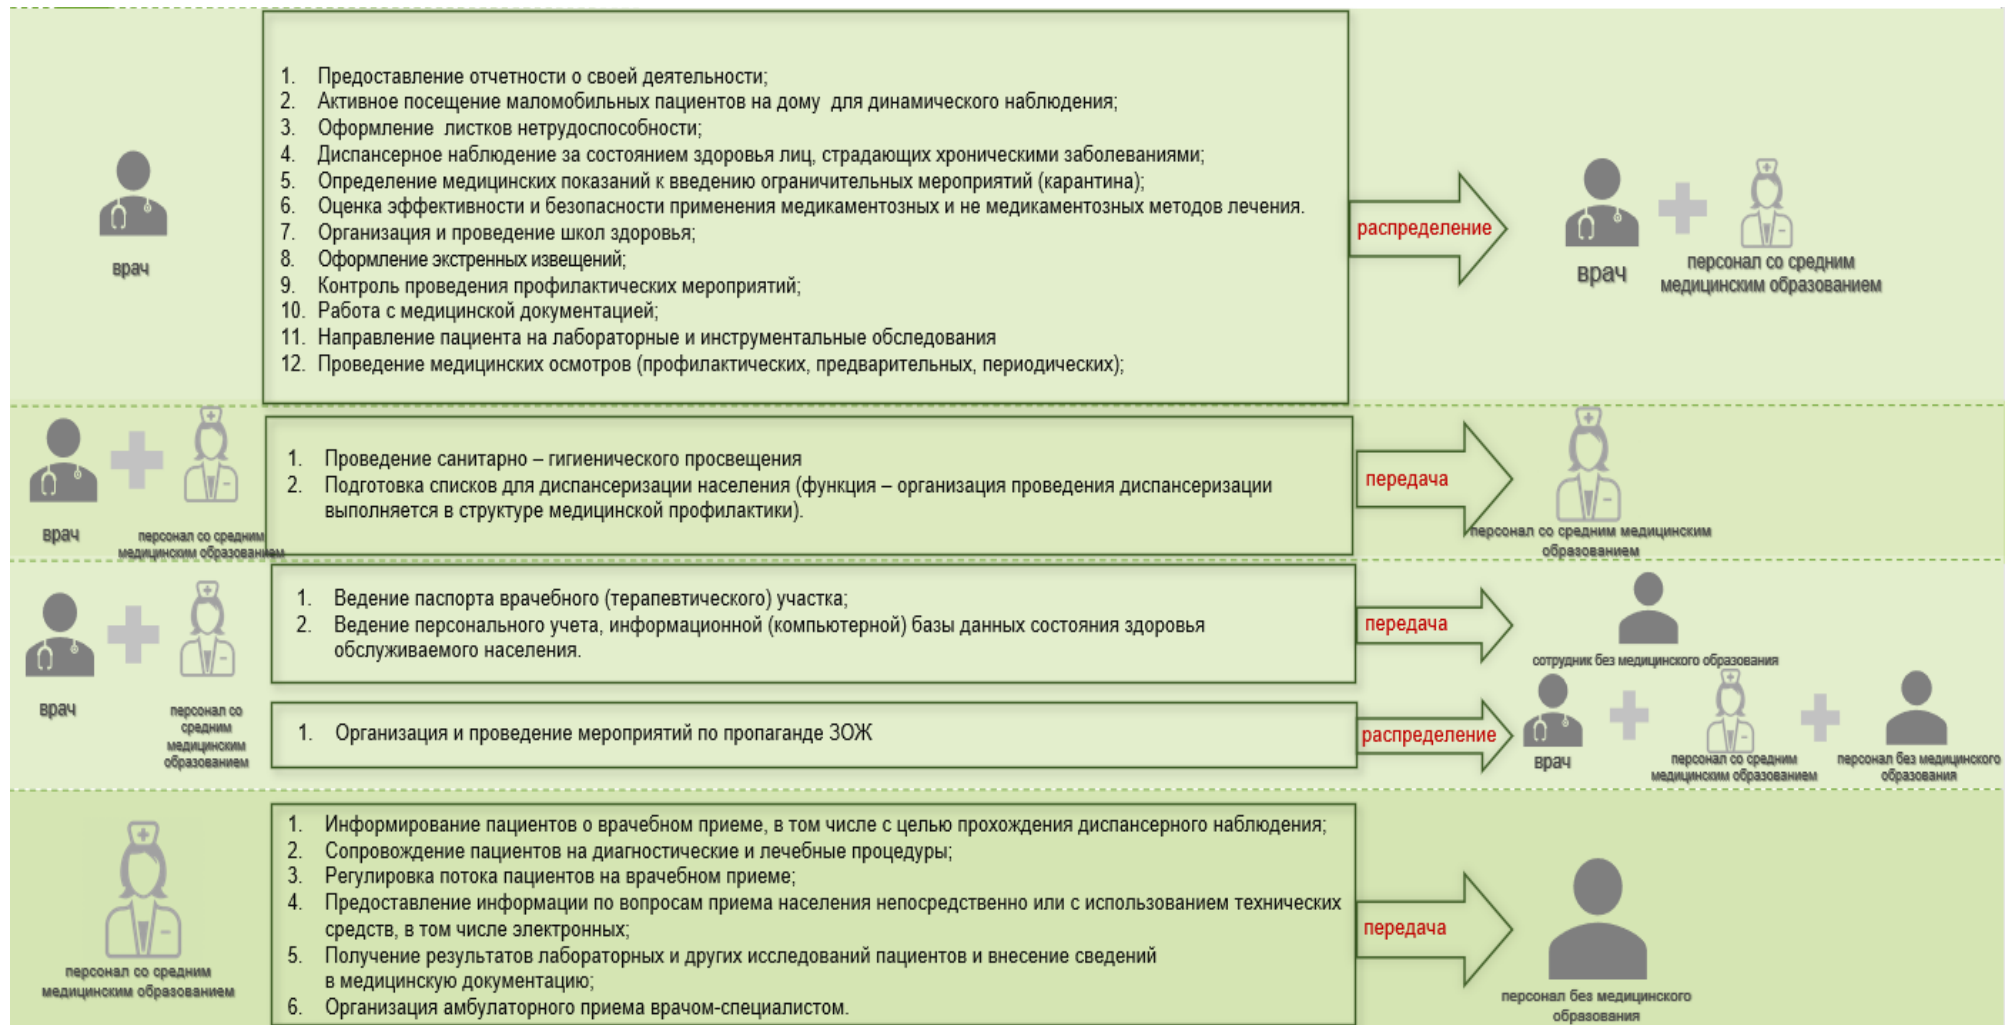 1. Предоставление отчетности о своей деятельности;
2. Активное посещение маломобильных пациентов на дому для динамического наблюдения;
3. Оформление листков нетрудоспособности;
4. Диспансерное наблюдение за состоянием здоровья лиц, страдающих хроническими заболеваниями;
5. Определение медицинских показаний к введению ограничительных мероприятий (карантина);
6. Оценка эффективности и безопасности применения медикаментозных и не медикаментозных методов лечения.
7. Организация и проведение школ здоровья;
8. Оформление экстренных извещений;
9. Контроль проведения профилактических мероприятий;
10. Работа с медицинской документацией;
11. Направление пациента на лабораторные и инструментальные обследования
12. Проведение медицинских осмотров (профилактических, предварительных, периодических);
врач
распределение
врач
персонал со средним
медицинским образованием
врач
персонал со средним
медицинским образованием
1. Проведение санитарно – гигиенического просвещения
2. Подготовка списков для диспансеризации населения (функция – организация проведения диспансеризации
выполняется в структуре медицинской профилактики).
передача
персонал со средним медицинским
образованием
врач
персонал со
средним
медицинским
образованием
1. Ведение паспорта врачебного (терапевтического) участка;
2. Ведение персонального учета, информационной (компьютерной) базы данных состояния здоровья
обслуживаемого населения.
передача
сотрудник без медицинского образования
1. Организация и проведение мероприятий по пропаганде ЗОЖ
распределение
врач
персонал со средним
медицинским образованием
персонал без медицинского
образования
персонал со средним
медицинским образованием
1. Информирование пациентов о врачебном приеме, в том числе с целью прохождения диспансерного наблюдения;
2. Сопровождение пациентов на диагностические и лечебные процедуры;
3. Регулировка потока пациентов на врачебном приеме;
4. Предоставление информации по вопросам приема населения непосредственно или с использованием технических
средств, в том числе электронных;
5. Получение результатов лабораторных и других исследований пациентов и внесение сведений
в медицинскую документацию;
6. Организация амбулаторного приема врачом-специалистом.
передача
персонал без медицинского
образования